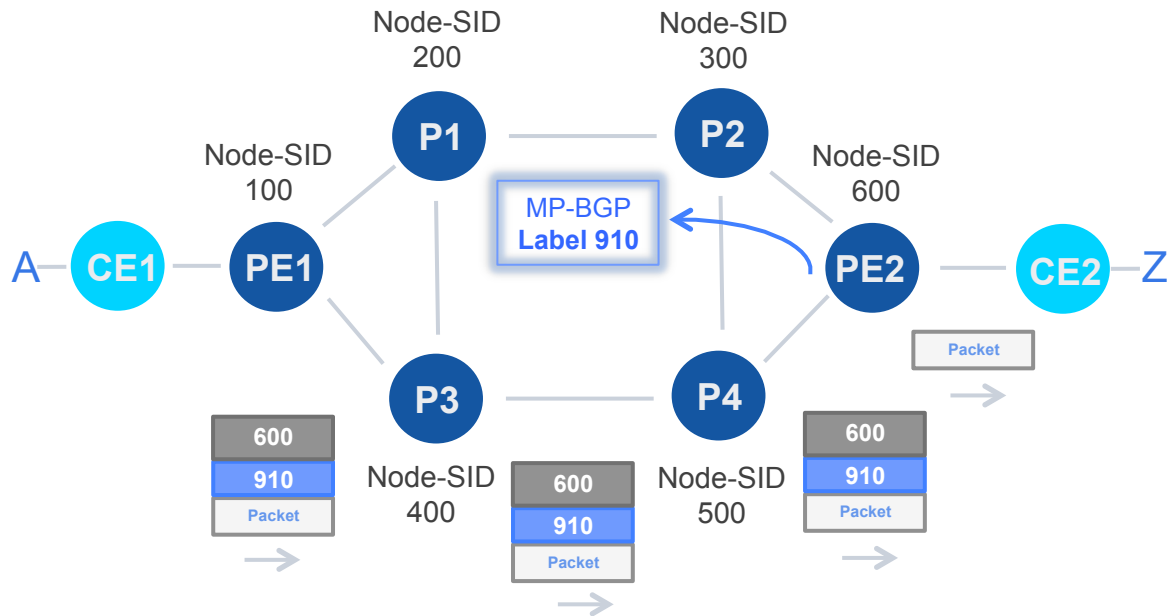 Node-SID
200
Node-SID
300
P1
P2
Node-SID
100
Node-SID
600
MP-BGP
Label 910
A
CE1
PE1
PE2
CE2
Z
Packet
P3
P4
600
910
Packet
Node-SID
400
600
910
Packet
Node-SID
500
600
910
Packet